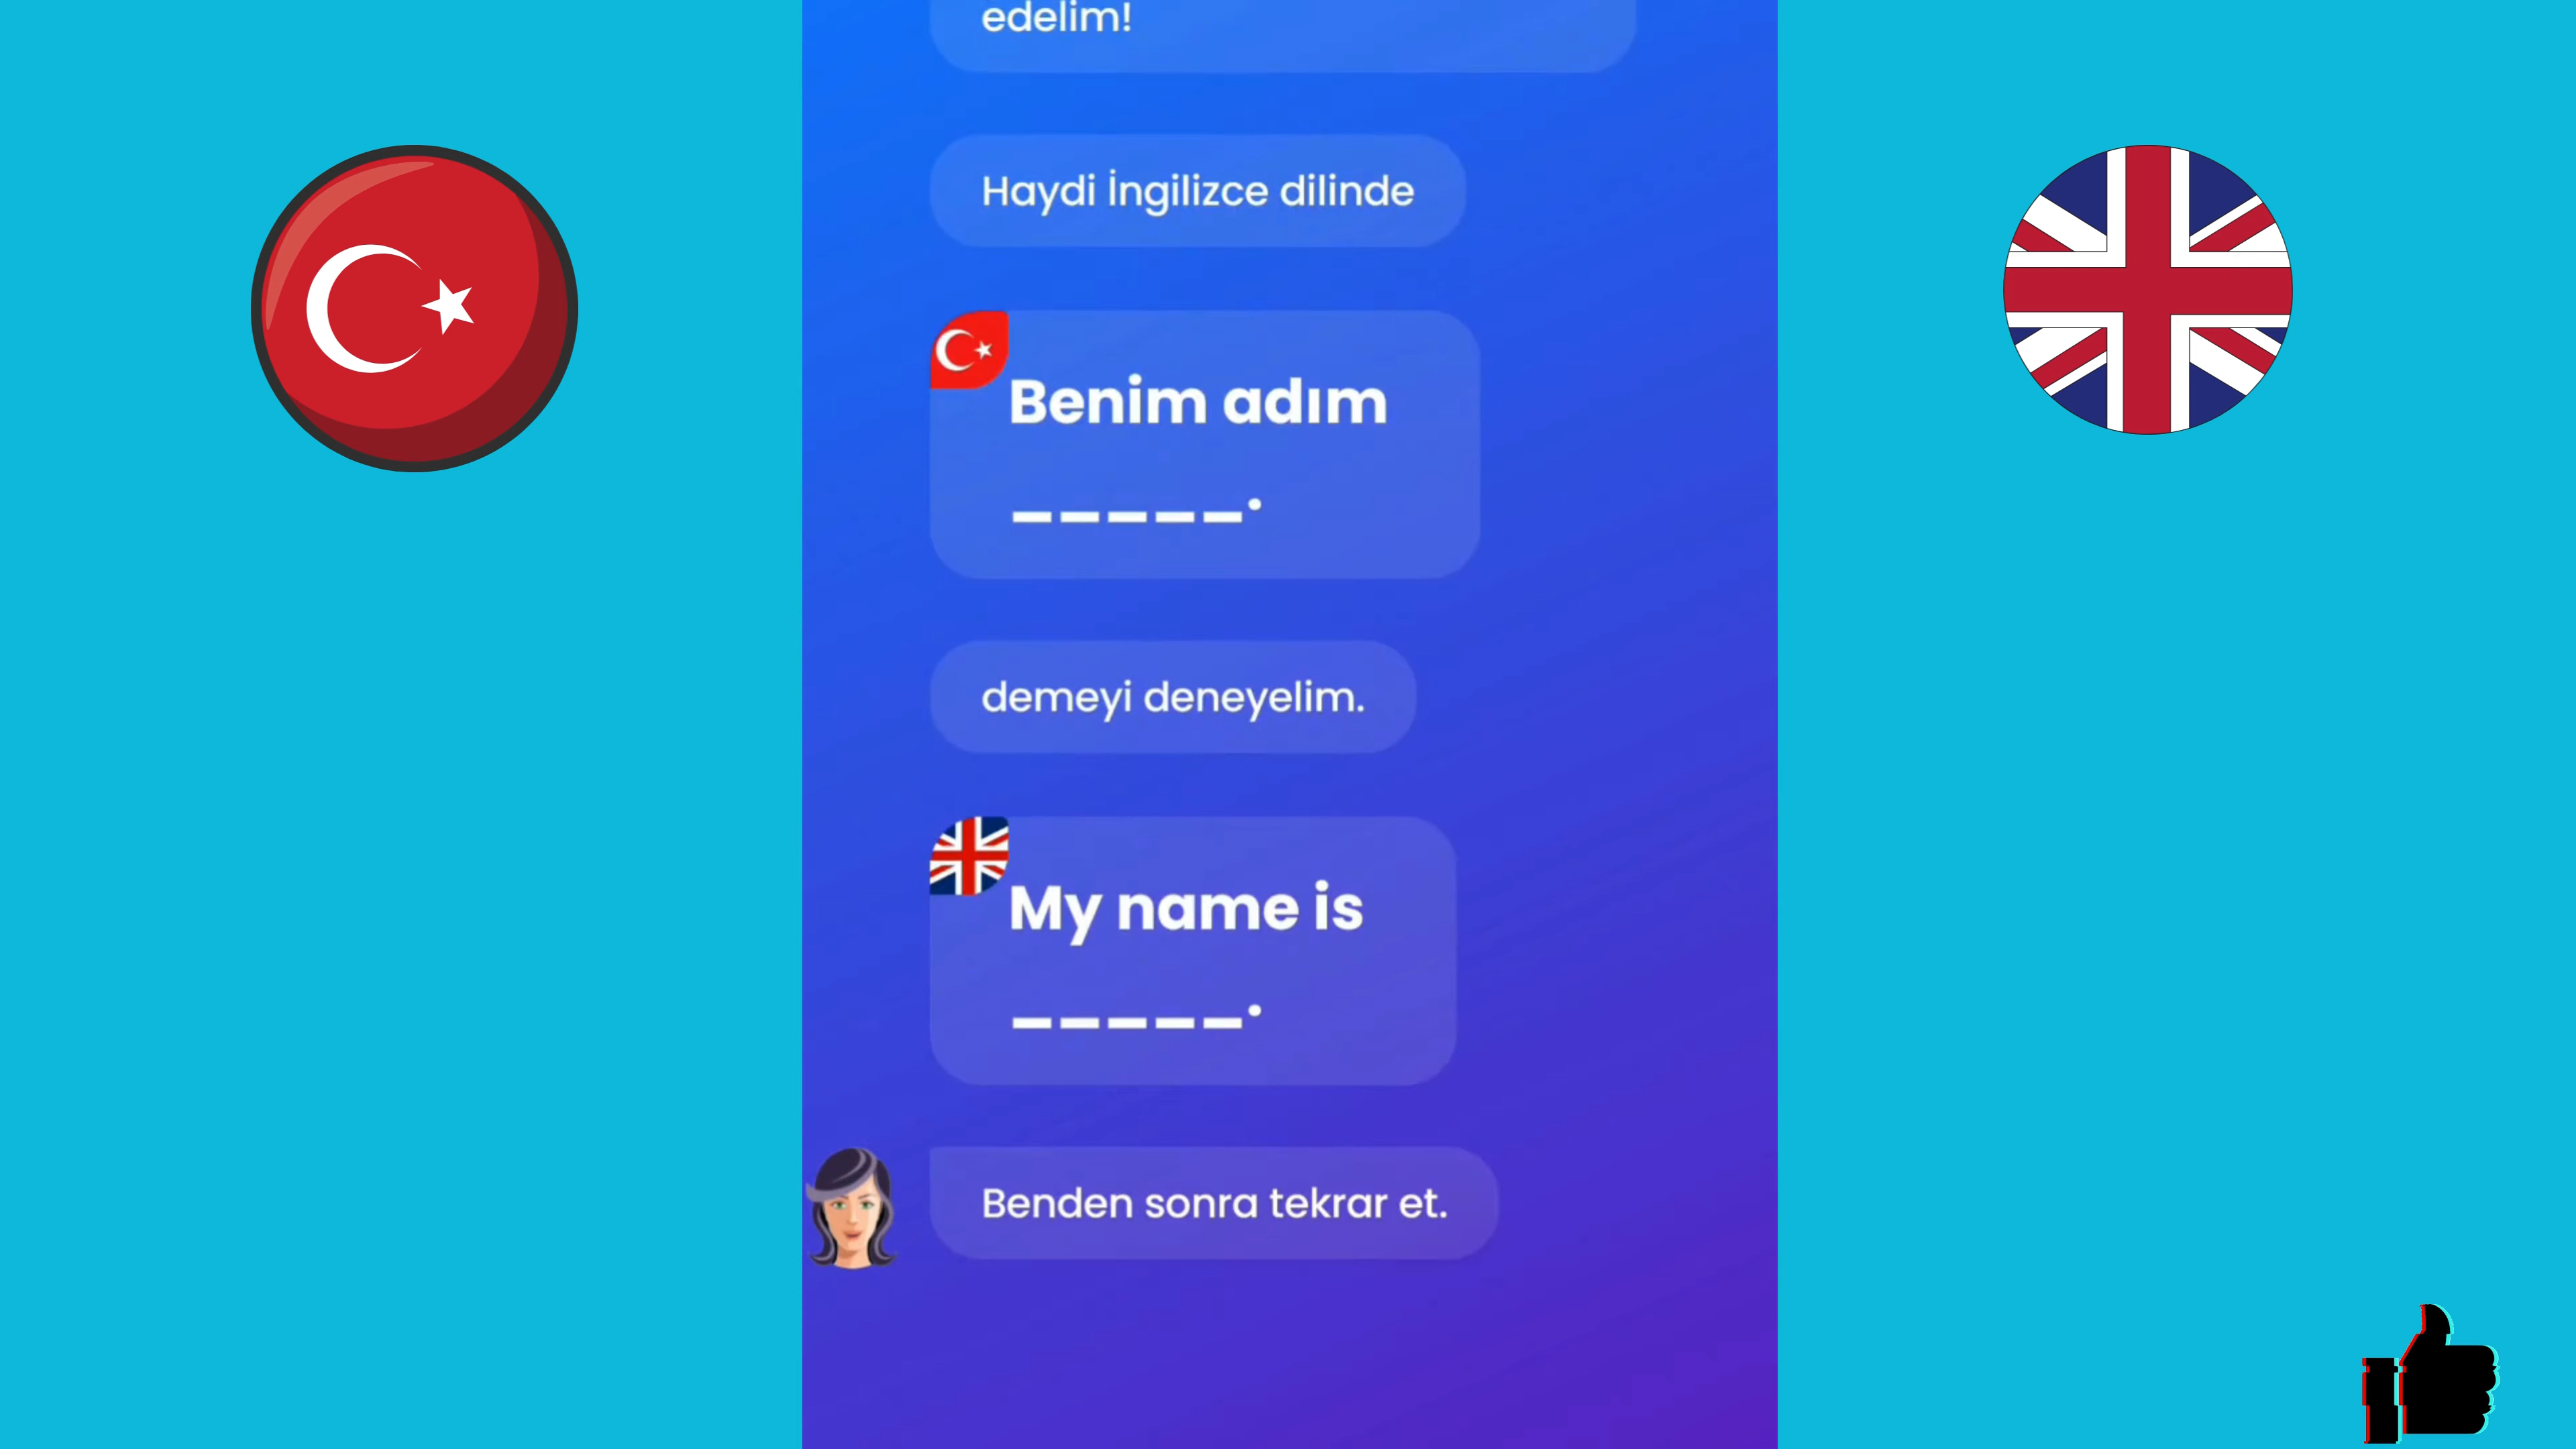 edelim!
Haydi İngilizce dilinde
Benim adım
_____.
demeyi deneyelim.
My name is
_____.
Benden sonra tekrar et.